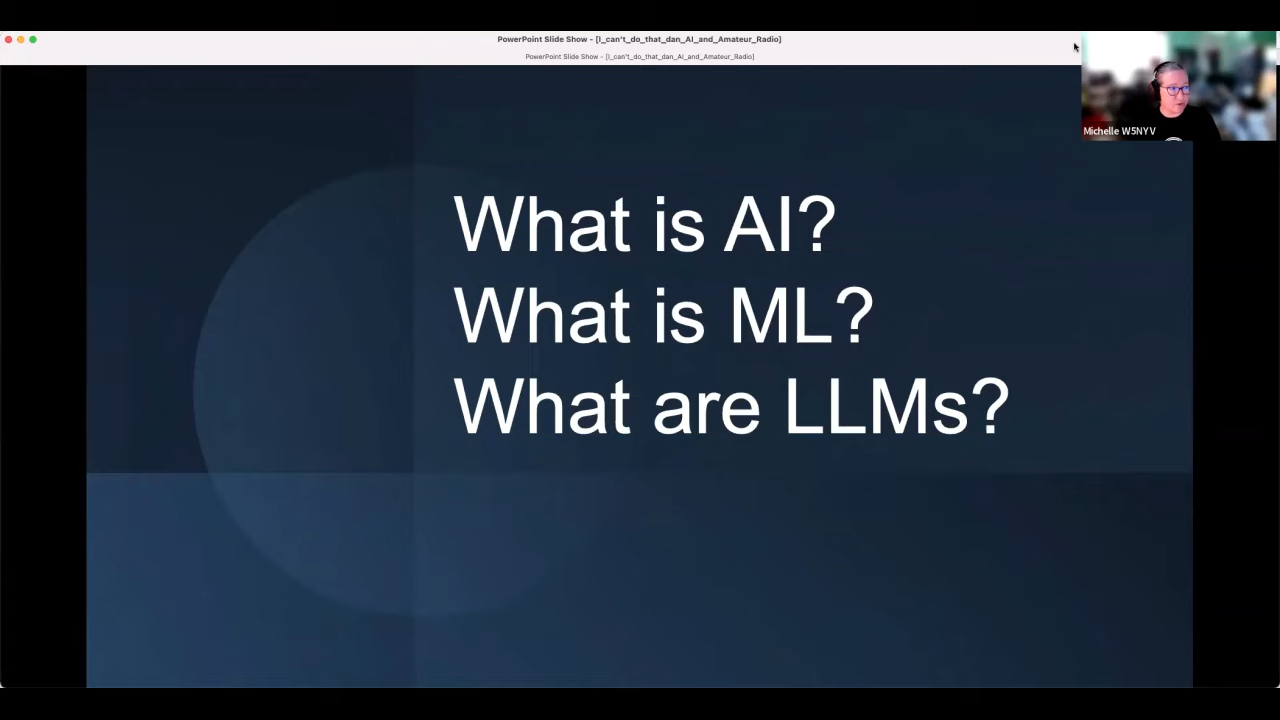 PowerPoint Slide Show - [I_can't_do_that_dan_AI_and_Amateur_Radio]
PowerPoint Slide Show - [I_can't_do_that_dan_AI_and_Amateur_Radio]
Michelle W5NYV
What is AI?
What is ML?
What are LLMs?